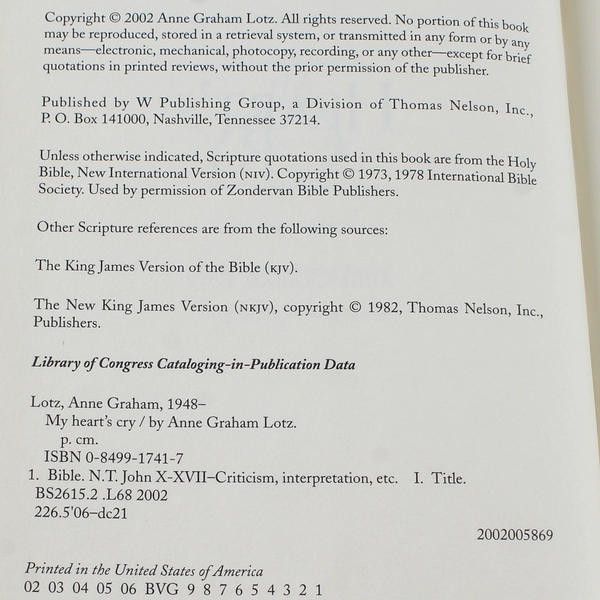 Copyright © 2002 Anne Graham Lotz. All rights reserved. No portion of this book
may be reproduced, stored in a retrieval system, or transmitted in any form or by any
means—electronic, mechanical, photocopy, recording, or any other—except for brief
quotations in printed reviews, without the prior permission of the publisher.
Published by W Publishing Group, a Division of Thomas Nelson, Inc.,
P. O. Box 141000, Nashville, Tennessee 37214.
Unless otherwise indicated, Scripture quotations used in this book are from the Holy
Bible, New International Version (NIV). Copyright © 1973, 1978 International Bible
Society. Used by permission of Zondervan Bible Publishers.
Other Scripture references are from the following sources:
The King James Version of the Bible (KJV).
The New King James Version (NKJV), copyright © 1982, Thomas Nelson, Inc.,
Publishers.
Library of Congress Cataloging-in-Publication Data
Lotz, Anne Graham, 1948–
My heart's cry / by Anne Graham Lotz.
p. cm.
ISBN 0-8499-1741-7
1. Bible. N.T. John X-XVII–Criticism, interpretation, etc. I. Title.
BS2615.2 .L68 2002
226.5'06–dc21
2002005869
Printed in the United States of America
02 03 04 05 06 BVG 9 8 7 6 5 4 3 2 1